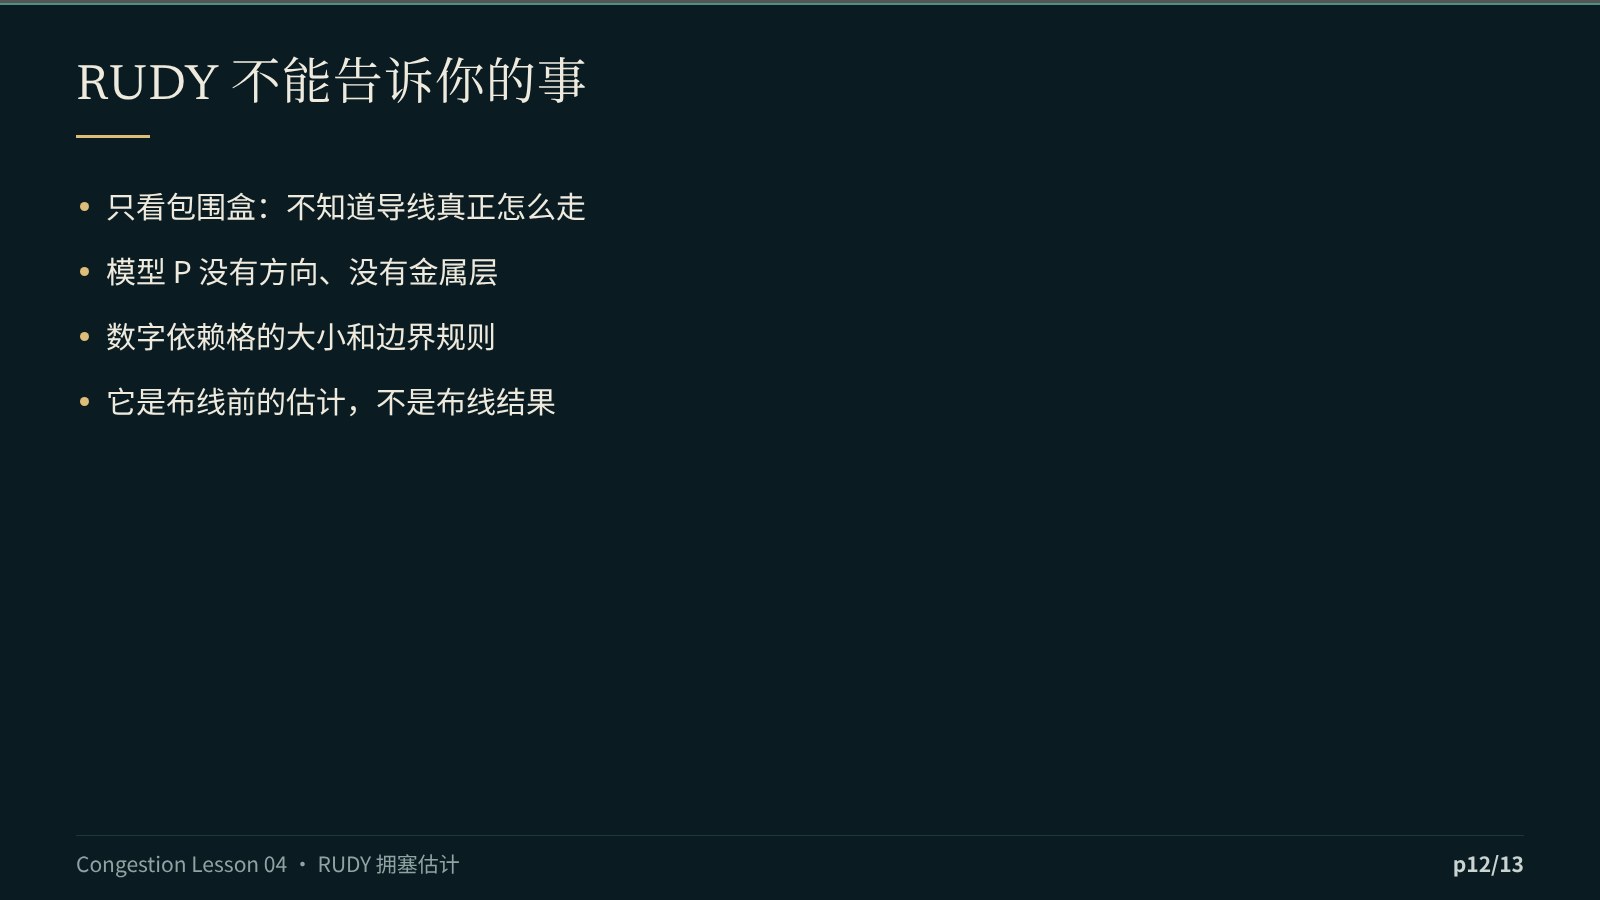 RUDY 不能告诉你的事
• 只看包围盒：不知道导线真正怎么走
• 模型 P 没有方向、没有金属层
• 数字依赖格的大小和边界规则
• 它是布线前的估计，不是布线结果
Congestion Lesson 04 • RUDY 拥塞估计
p12/13